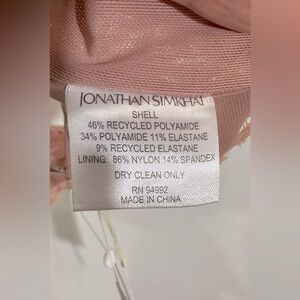 JONATHAN SIMKHAI
SHELL
46% RECYCLED POLYAMIDE
34% POLYAMIDE 11% ELASTANE
9% RECYCLED ELASTANE
LINING: 86% NYLON 14% SPANDEX
DRY CLEAN ONLY
RN 94992
MADE IN CHINA